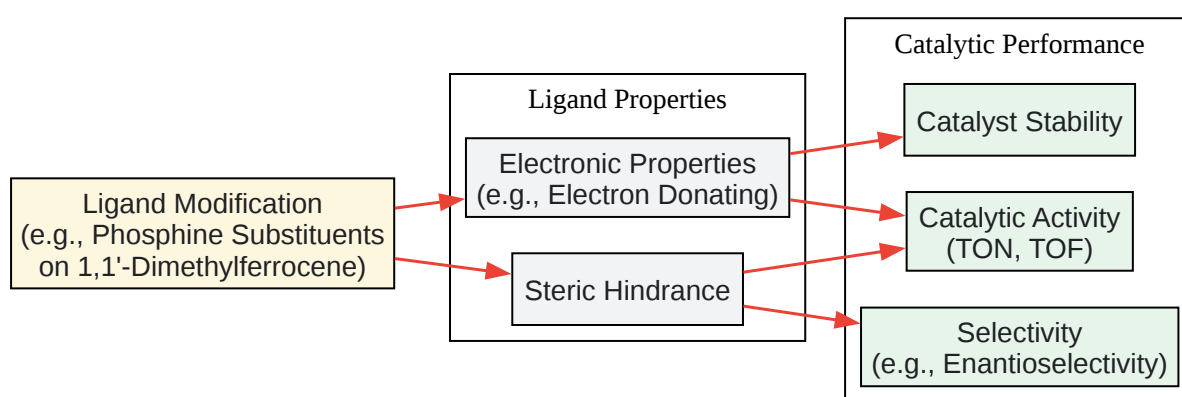 Ligand Modification
(e.g., Phosphine Substituents
on 1,1'-Dimethylferrocene)
Ligand Properties
Electronic Properties
(e.g., Electron Donating)
Steric Hindrance
Catalytic Performance
Catalyst Stability
Catalytic Activity
(TON, TOF)
Selectivity
(e.g., Enantioselectivity)